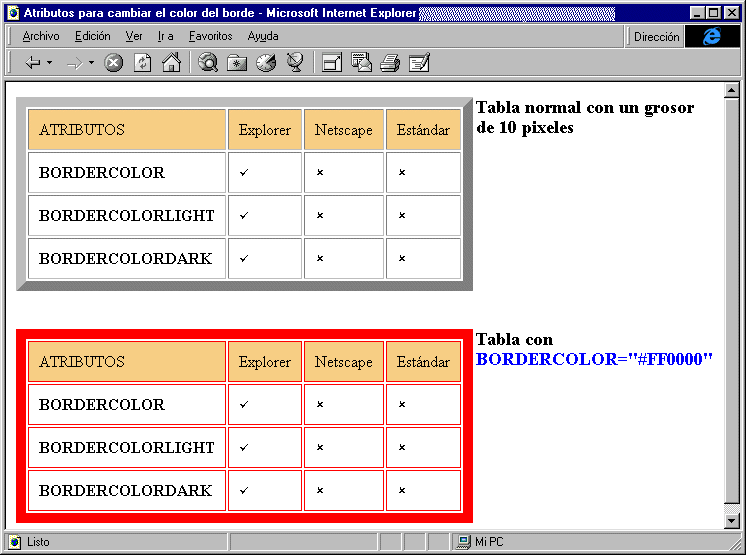 Atributos para cambiar el color del borde - Microsoft Internet Explorer
Archivo Edición Ver Ir a Favoritos Ayuda Dirección
ATRIBUTOS Explorer Netscape Estándar
BORDERCOLOR ✓ × ×
BORDERCOLORLIGHT ✓ × ×
BORDERCOLORDARK ✓ × ×
Tabla normal con un grosor
de 10 pixeles
ATRIBUTOS Explorer Netscape Estándar
BORDERCOLOR ✓ × ×
BORDERCOLORLIGHT ✓ × ×
BORDERCOLORDARK ✓ × ×
Tabla con
BORDERCOLOR="#FF0000"
Listo Mi PC